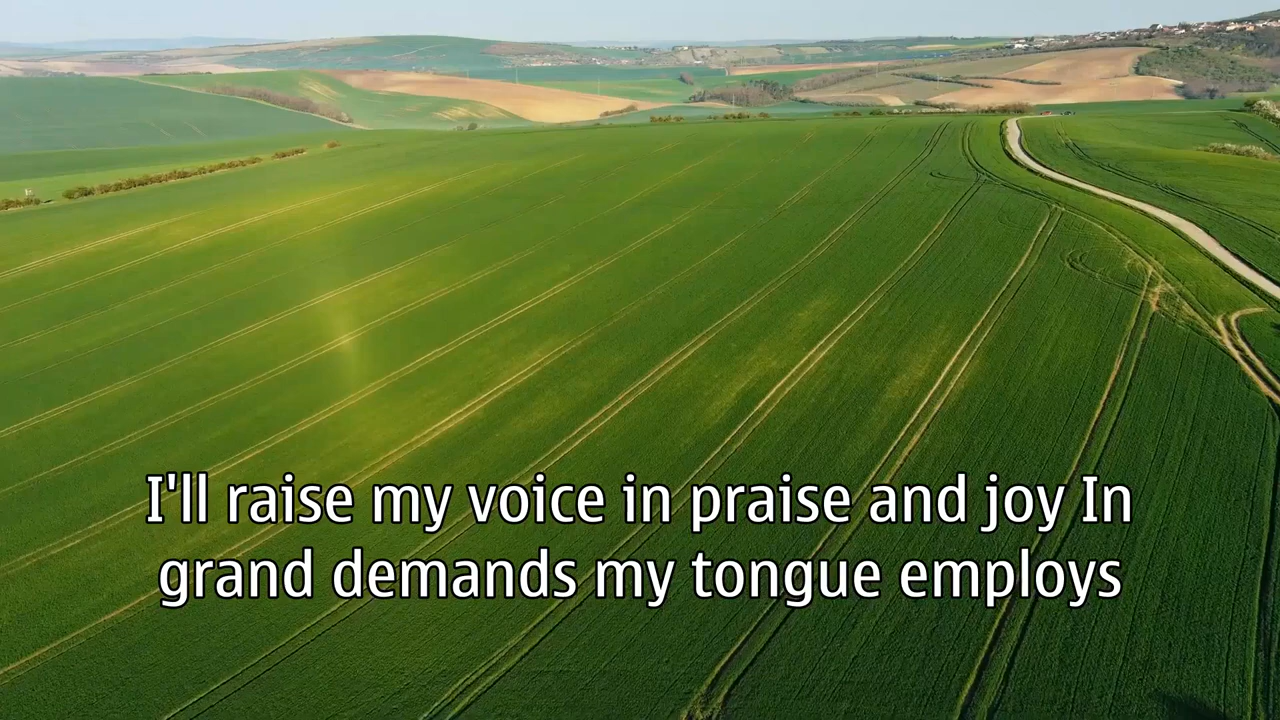 I'll raise my voice in praise and joy In
grand demands my tongue employs